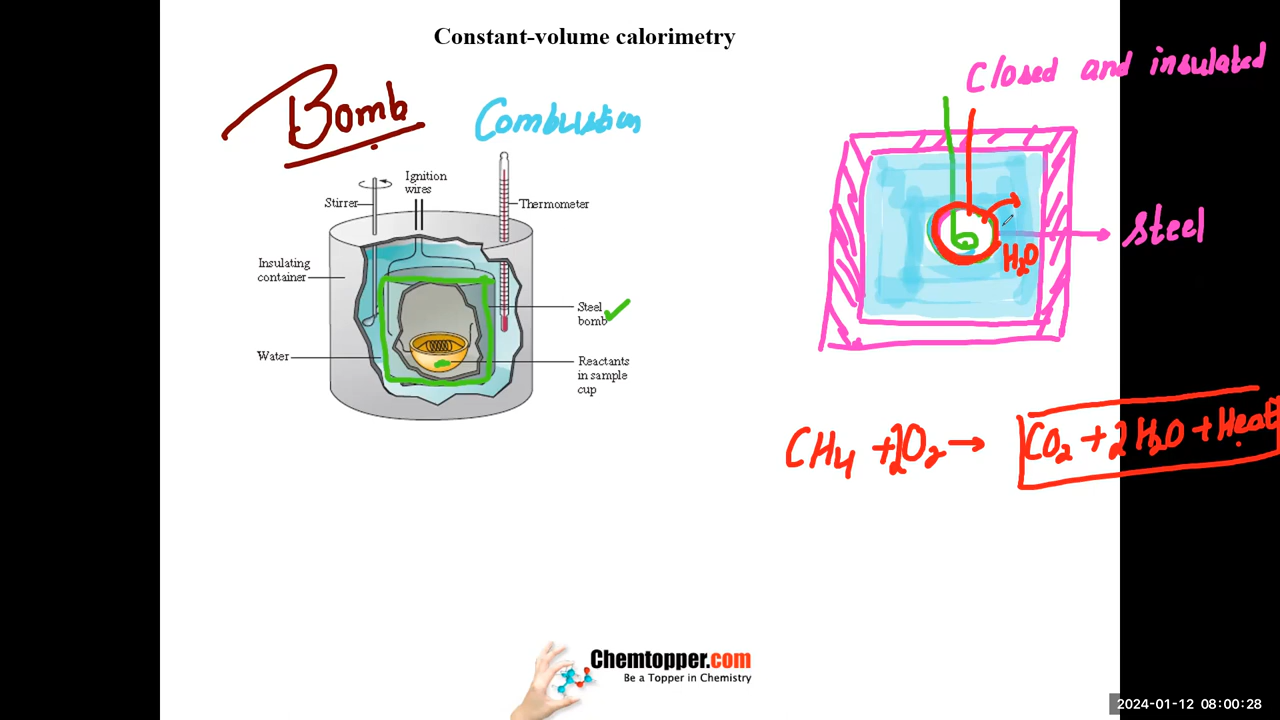 Constant-volume calorimetry
Closed and insulated
Bomb
Combustion
Ignition
wires
Stirrer
Thermometer
Steel
H2O
Insulating
container
Steel
bomb
Water
Reactants
in sample
cup
CH4 + 2O2 → CO2 + 2H2O + Heat
Chemtopper.com
Be a Topper in Chemistry
2024-01-12 08:00:28